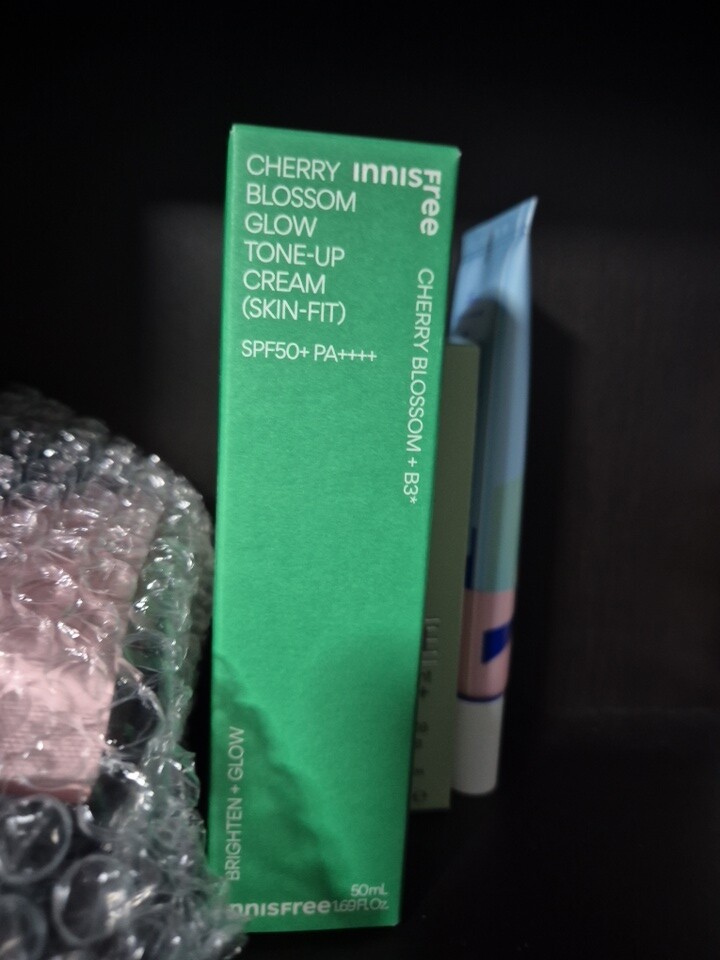 CHERRY
BLOSSOM
GLOW
TONE-UP
CREAM
(SKIN-FIT)
SPF50+ PA++++
innisfree
CHERRY BLOSSOM + B3*
BRIGHTEN + GLOW
50mL
innisfree 1.69 Fl. Oz.